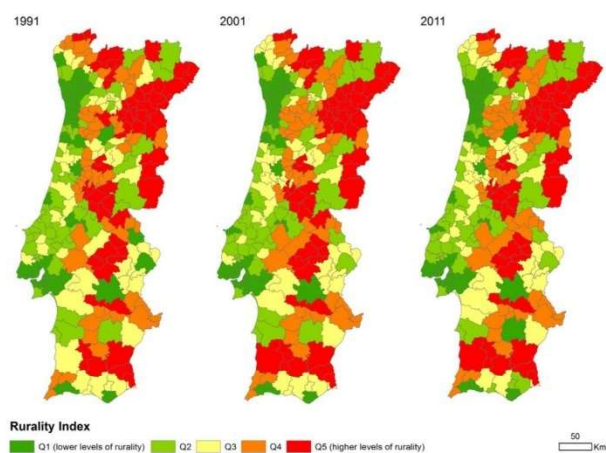 1991
2001
2011
Rurality Index
Q1 (lower levels of rurality) Q2 Q3 Q4 Q5 (higher levels of rurality)
50
Km